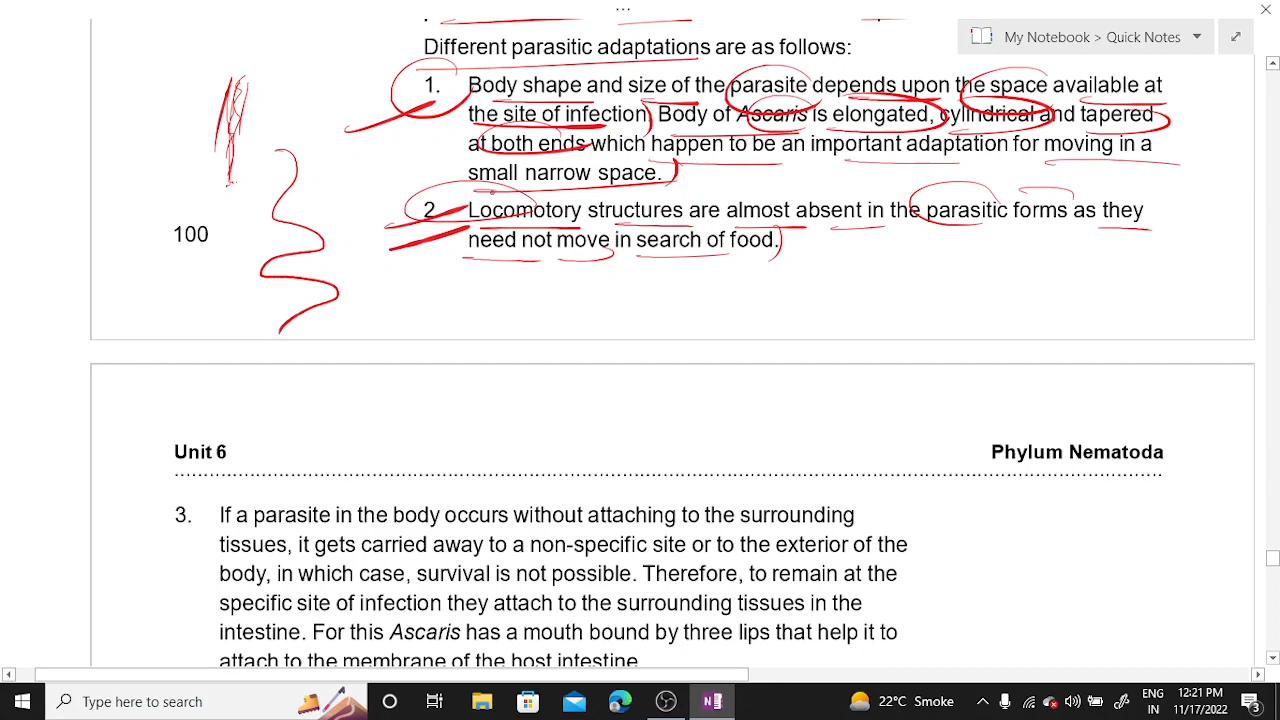 My Notebook > Quick Notes
Different parasitic adaptations are as follows:
1. Body shape and size of the parasite depends upon the space available at
the site of infection. Body of Ascaris is elongated, cylindrical and tapered
at both ends which happen to be an important adaptation for moving in a
small narrow space.
2. Locomotory structures are almost absent in the parasitic forms as they
need not move in search of food.
100
Unit 6 Phylum Nematoda
3. If a parasite in the body occurs without attaching to the surrounding
tissues, it gets carried away to a non-specific site or to the exterior of the
body, in which case, survival is not possible. Therefore, to remain at the
specific site of infection they attach to the surrounding tissues in the
intestine. For this Ascaris has a mouth bound by three lips that help it to
attach to the membrane of the host intestine.
Type here to search
22°C Smoke
ENG
IN
12:21 PM
11/17/2022
3